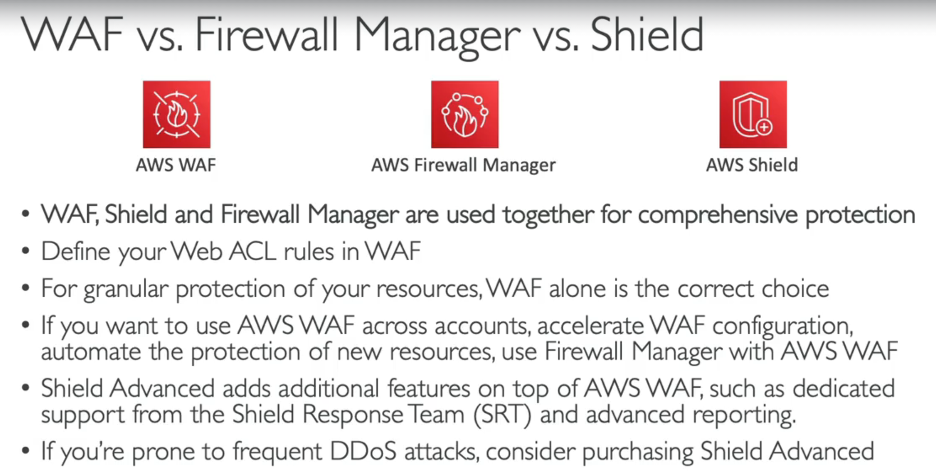 WAF vs. Firewall Manager vs. Shield
AWS WAF
AWS Firewall Manager
AWS Shield
• WAF, Shield and Firewall Manager are used together for comprehensive protection
• Define your Web ACL rules in WAF
• For granular protection of your resources, WAF alone is the correct choice
• If you want to use AWS WAF across accounts, accelerate WAF configuration,
automate the protection of new resources, use Firewall Manager with AWS WAF
• Shield Advanced adds additional features on top of AWS WAF, such as dedicated
support from the Shield Response Team (SRT) and advanced reporting.
• If you're prone to frequent DDoS attacks, consider purchasing Shield Advanced